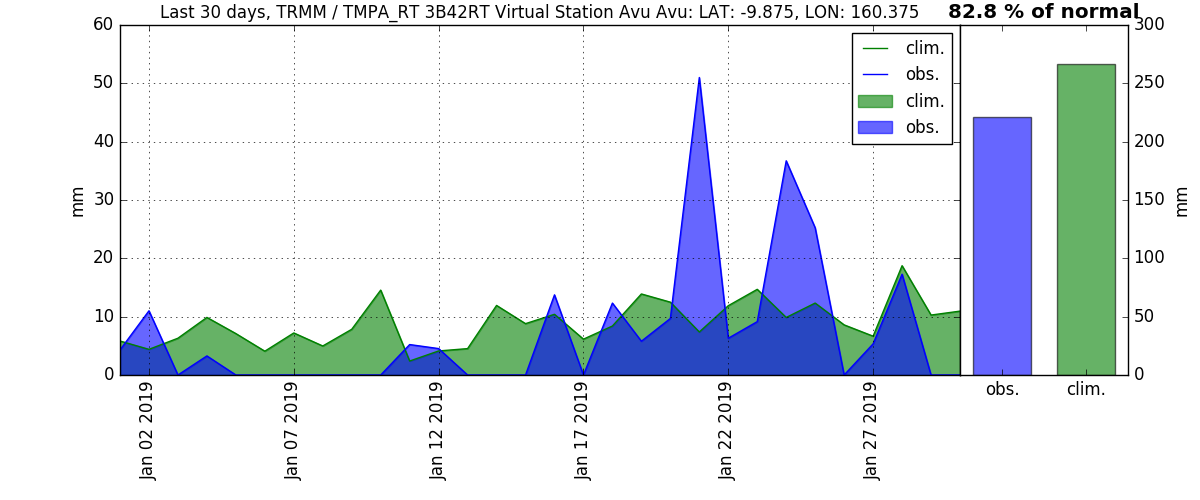 Last 30 days, TRMM / TMPA_RT 3B42RT Virtual Station Avu Avu: LAT: -9.875, LON: 160.375
82.8 % of normal
60
50
40
30
20
10
0
mm
clim.
obs.
clim.
obs.
Jan 02 2019
Jan 07 2019
Jan 12 2019
Jan 17 2019
Jan 22 2019
Jan 27 2019
300
250
200
150
100
50
0
mm
obs.
clim.